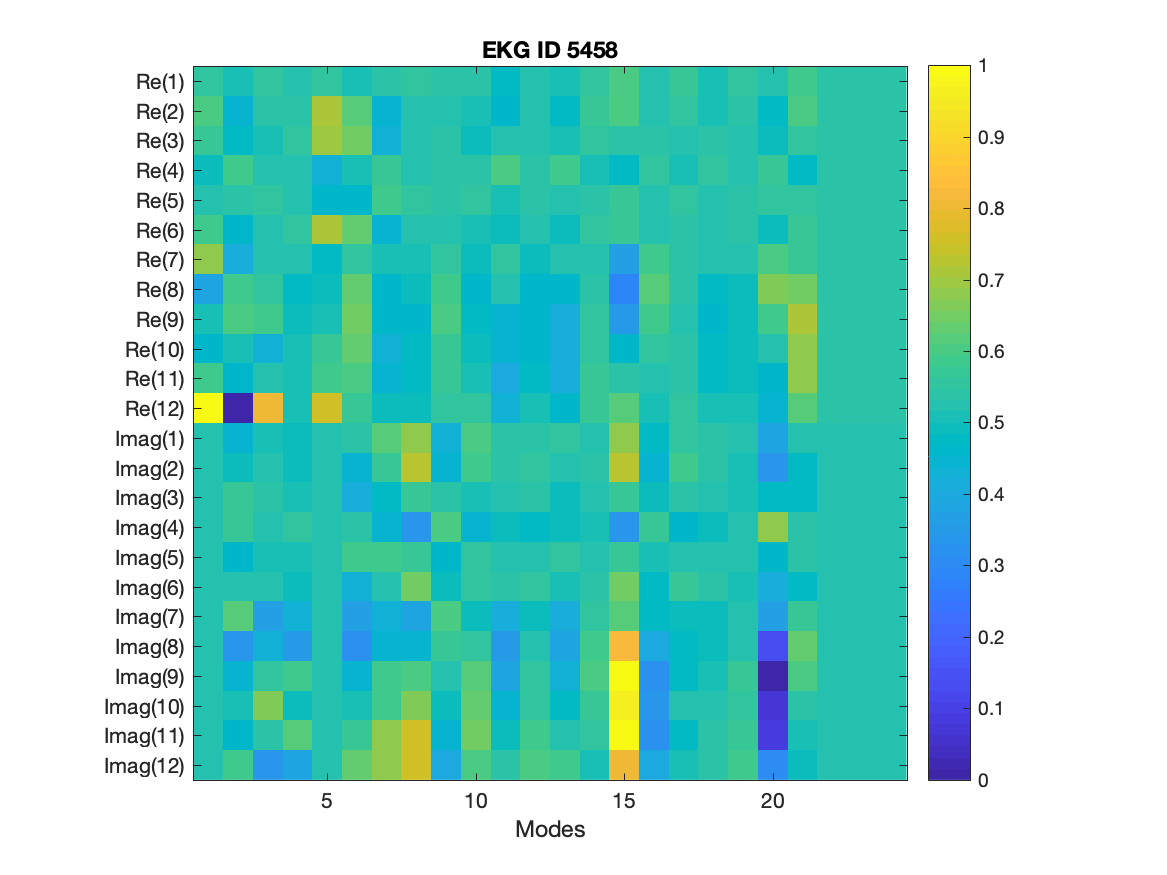 EKG ID 5458
Re(1)
Re(2)
Re(3)
Re(4)
Re(5)
Re(6)
Re(7)
Re(8)
Re(9)
Re(10)
Re(11)
Re(12)
Imag(1)
Imag(2)
Imag(3)
Imag(4)
Imag(5)
Imag(6)
Imag(7)
Imag(8)
Imag(9)
Imag(10)
Imag(11)
Imag(12)
5 10 15 20
Modes
1
0.9
0.8
0.7
0.6
0.5
0.4
0.3
0.2
0.1
0